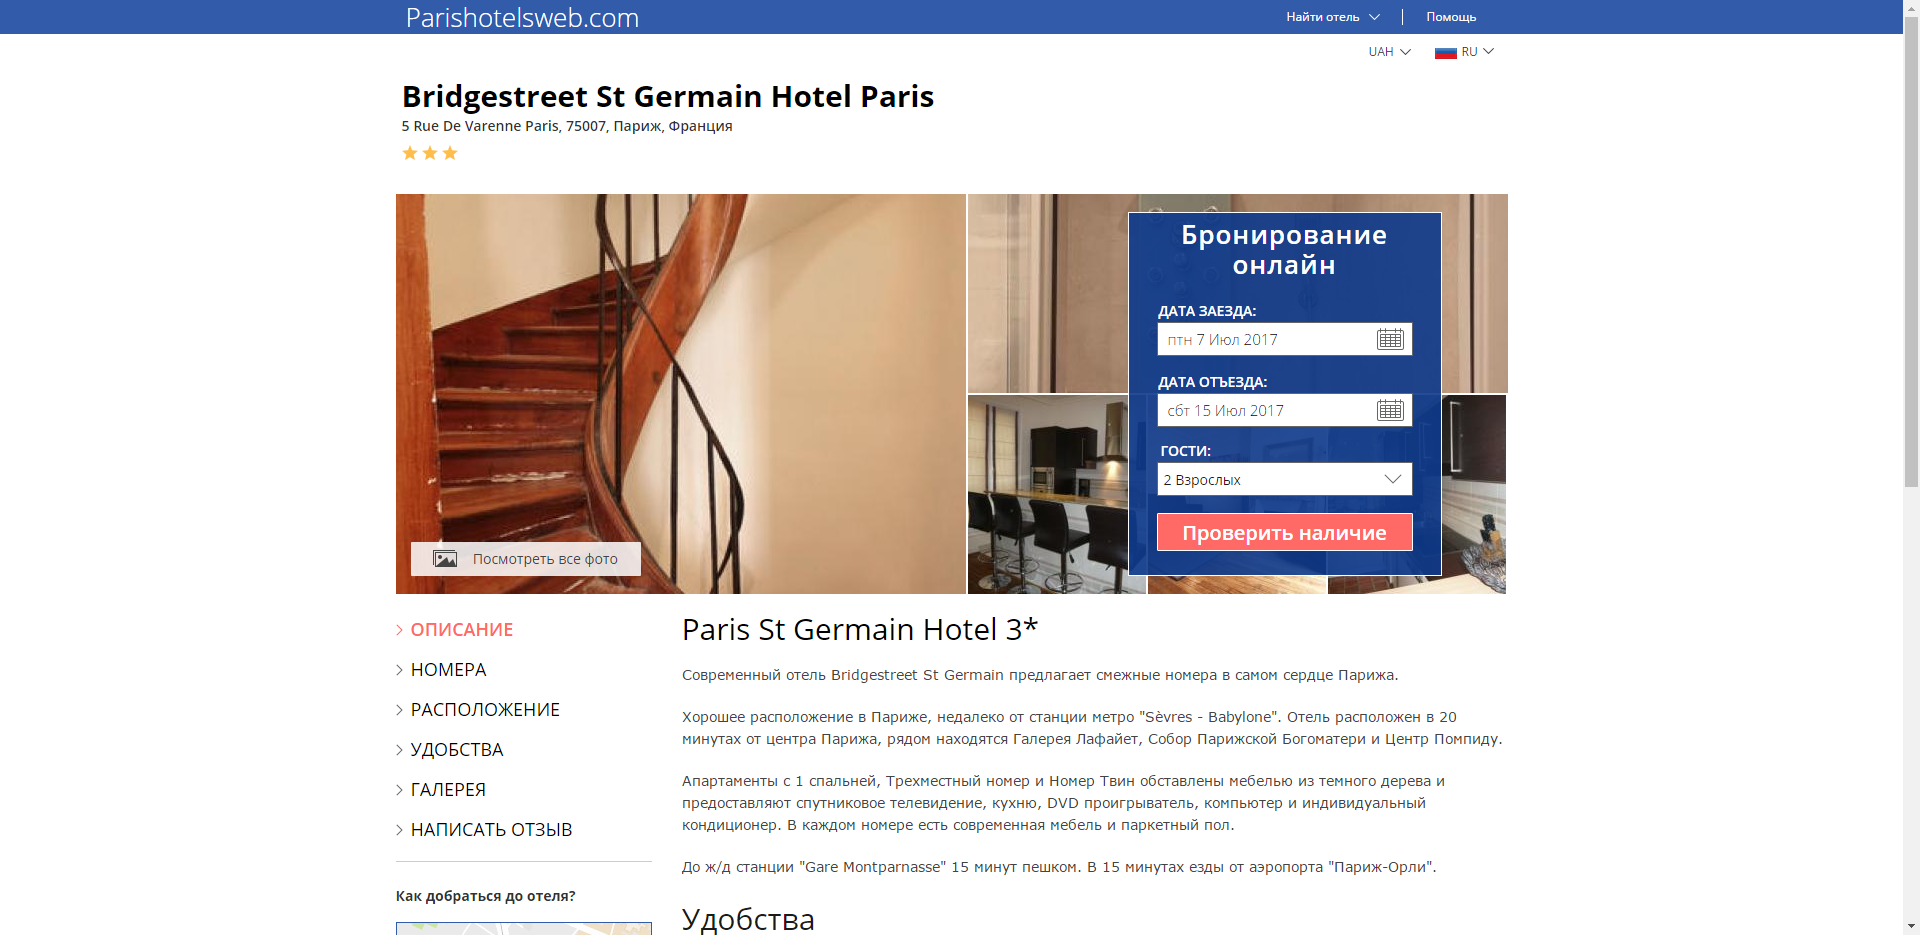 Parishotelsweb.com
Найти отель
Помощь
UAH
RU
Bridgestreet St Germain Hotel Paris
5 Rue De Varenne Paris, 75007, Париж, Франция
Бронирование
онлайн
ДАТА ЗАЕЗДА:
птн 7 Июл 2017
ДАТА ОТЪЕЗДА:
сбт 15 Июл 2017
ГОСТИ:
2 Взрослых
Проверить наличие
Посмотреть все фото
ОПИСАНИЕ
НОМЕРА
РАСПОЛОЖЕНИЕ
УДОБСТВА
ГАЛЕРЕЯ
НАПИСАТЬ ОТЗЫВ
Как добраться до отеля?
Paris St Germain Hotel 3*
Современный отель Bridgestreet St Germain предлагает смежные номера в самом сердце Парижа.
Хорошее расположение в Париже, недалеко от станции метро "Sèvres - Babylone". Отель расположен в 20
минутах от центра Парижа, рядом находятся Галерея Лафайет, Собор Парижской Богоматери и Центр Помпиду.
Апартаменты с 1 спальней, Трехместный номер и Номер Твин обставлены мебелью из темного дерева и
предоставляют спутниковое телевидение, кухню, DVD проигрыватель, компьютер и индивидуальный
кондиционер. В каждом номере есть современная мебель и паркетный пол.
До ж/д станции "Gare Montparnasse" 15 минут пешком. В 15 минутах езды от аэропорта "Париж-Орли".
Удобства